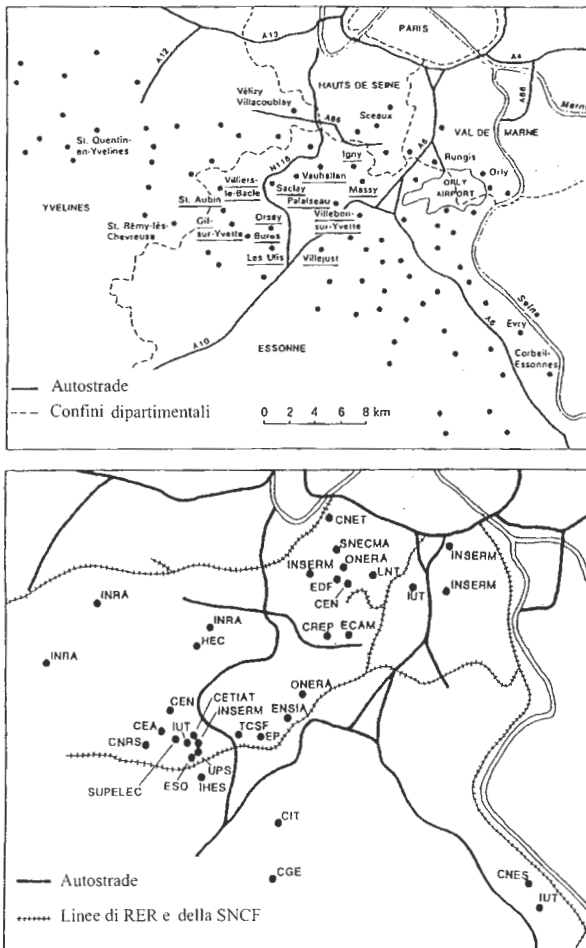 PARIS
A13
A12
A4
HAUTS DE SEINE
A86
Marne
Vélizy
Villacoublay
Sceaux
A86
VAL DE MARNE
St. Quentin-
en-Yvelines
N118
Igny
A6
Rungis
Vauhallan
Orly
Villiers-
le-Bacle
Saclay
Massy
ORLY
AIRPORT
YVELINES
St. Aubin
Palaiseau
Gif-
sur-Yvette
Orsay
Villebon-
sur-Yvette
St. Rémy-lès-
Chevreuse
Bures
Les Ulis
Villejust
Seine
A10
A6
Evry
ESSONNE
Corbeil-
Essonnes
Autostrade
Confini dipartimentali
0 2 4 6 8 km
CNET
SNECMA
INSERM
ONERA
INSERM
LNT
EDF
CEN
IUT
INSERM
INRA
INRA
CREP
ECAM
HEC
INRA
ONERA
CEN
CETIAT
INSERM
ENSIA
CEA
IUT
TCSF
EP
CNRS
UPS
SUPELEC
ESO
IHES
CIT
CGE
CNES
IUT
Autostrade
Linee di RER e della SNCF